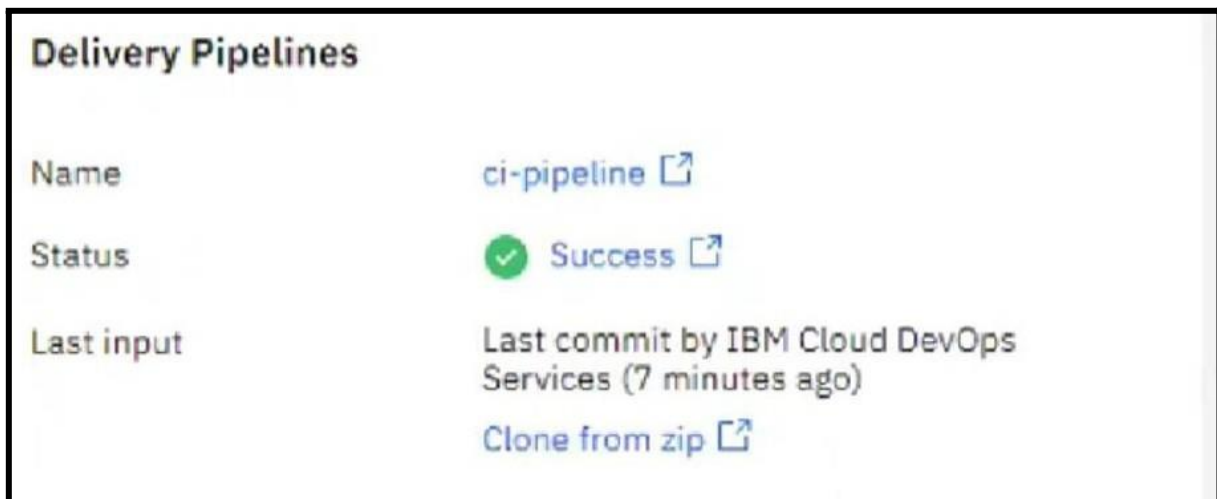 Delivery Pipelines
Name
ci-pipeline
Status
Success
Last input
Last commit by IBM Cloud DevOps
Services (7 minutes ago)
Clone from zip